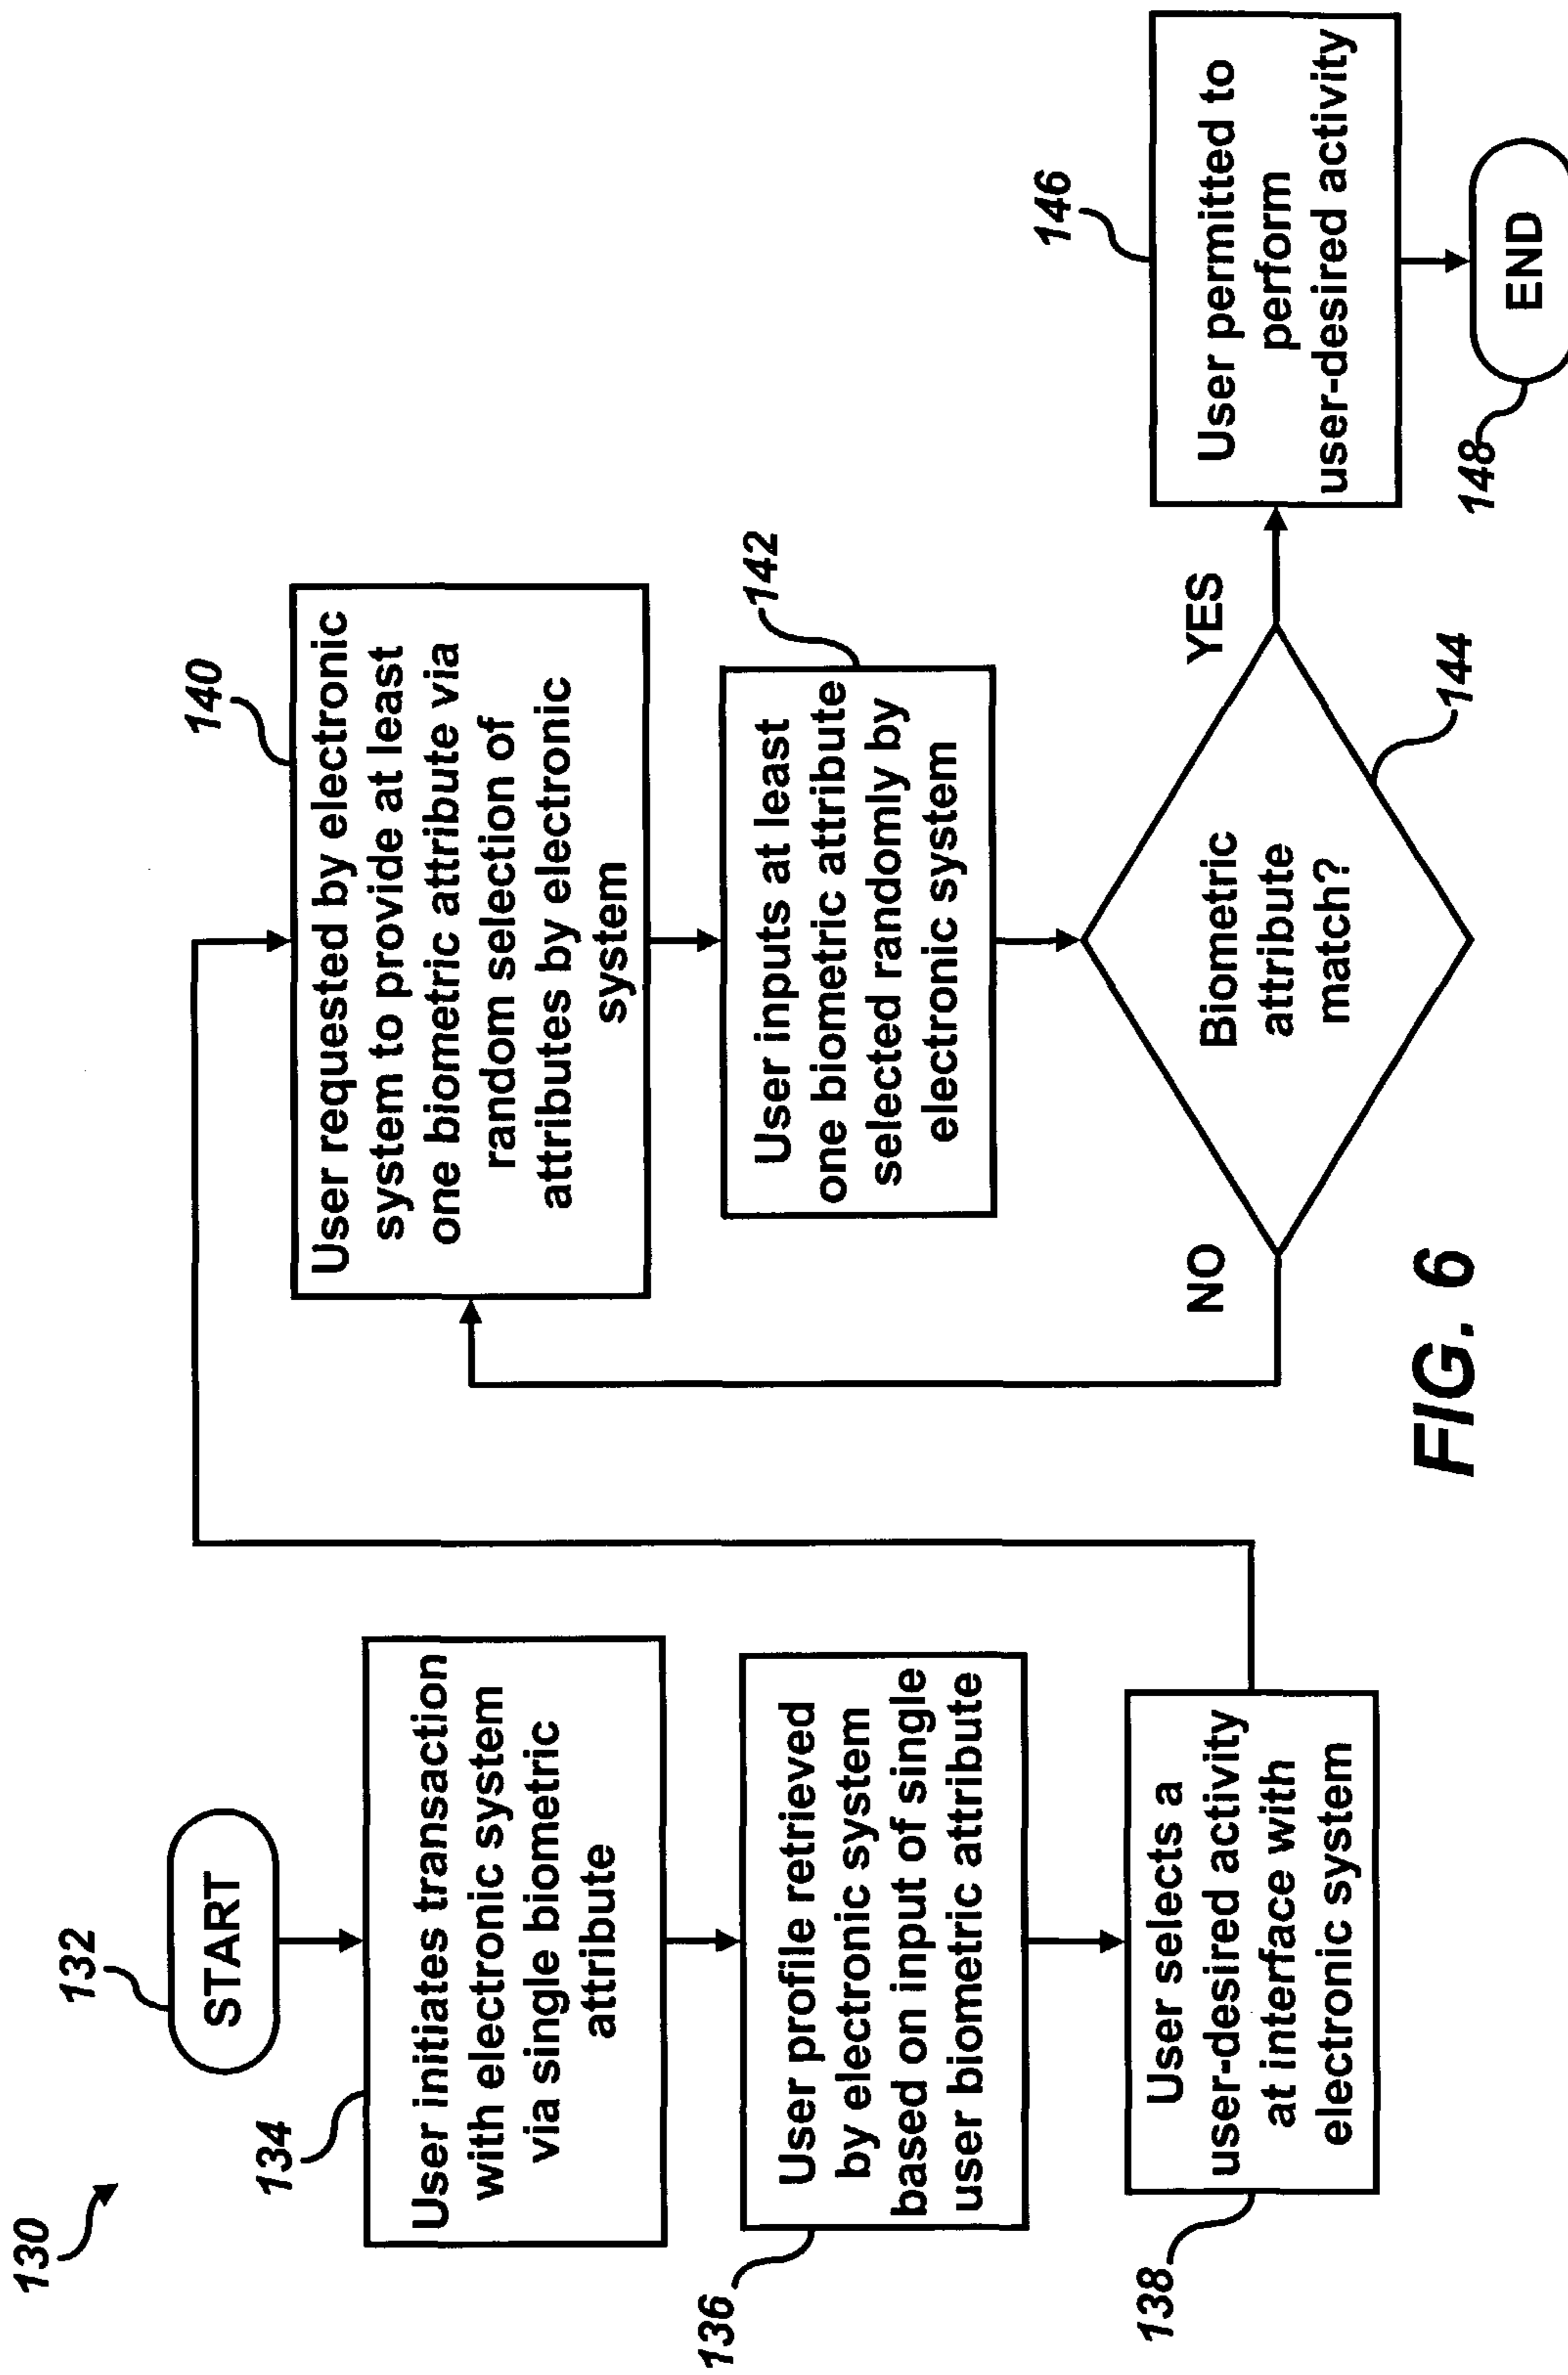 130
132
START
134
User initiates transaction
with electronic system
via single biometric
attribute
136
User profile retrieved
by electronic system
based on input of single
user biometric attribute
138
User selects a
user-desired activity
at interface with
electronic system
140
User requested by electronic
system to provide at least
one biometric attribute via
random selection of
attributes by electronic
system
142
User inputs at least
one biometric attribute
selected randomly by
electronic system
Biometric
attribute
match?
144
NO
YES
146
User permitted to
perform
user-desired activity
148
END
FIG. 6